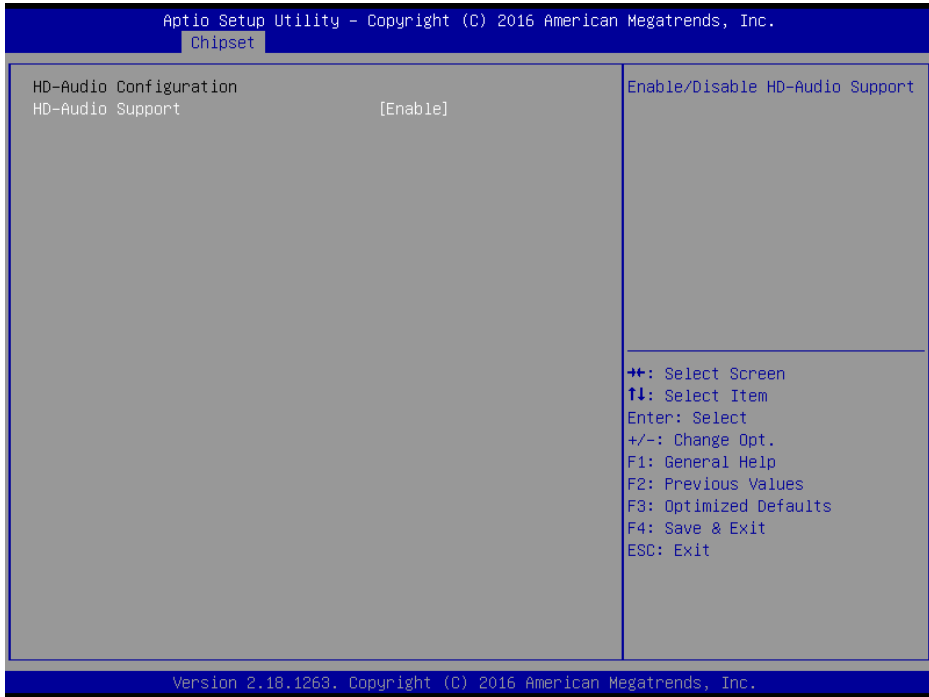 Aptio Setup Utility – Copyright (C) 2016 American Megatrends, Inc.
Chipset
HD-Audio Configuration
HD-Audio Support [Enable]
Enable/Disable HD-Audio Support
→←: Select Screen
↑↓: Select Item
Enter: Select
+/-: Change Opt.
F1: General Help
F2: Previous Values
F3: Optimized Defaults
F4: Save & Exit
ESC: Exit
Version 2.18.1263. Copyright (C) 2016 American Megatrends, Inc.